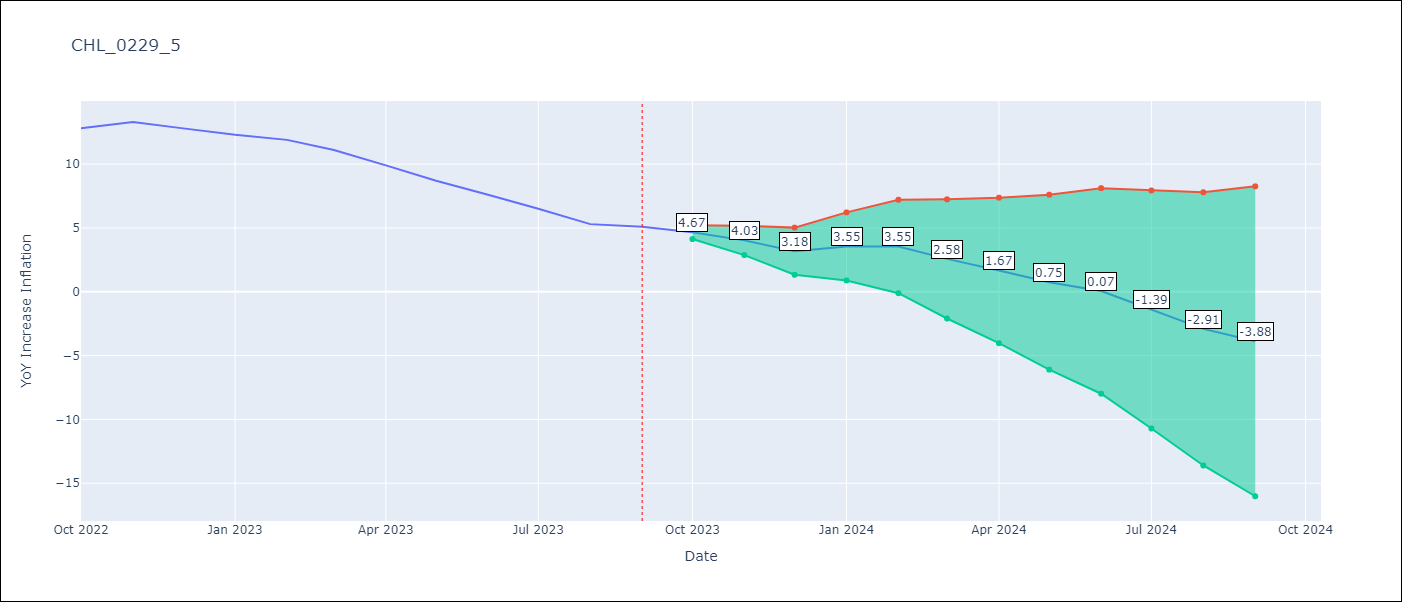 CHL_0229_5
YoY Increase Inflation
10
5
0
−5
−10
−15
4.67
4.03
3.18
3.55
3.55
2.58
1.67
0.75
0.07
-1.39
-2.91
-3.88
Oct 2022
Jan 2023
Apr 2023
Jul 2023
Oct 2023
Jan 2024
Apr 2024
Jul 2024
Oct 2024
Date